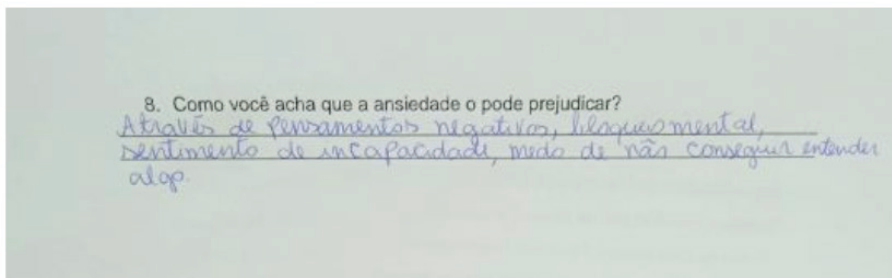 8. Como você acha que a ansiedade o pode prejudicar?
Através de pensamentos negativos, bloqueio mental,
sentimento de incapacidade, medo de não conseguir entender
algo.